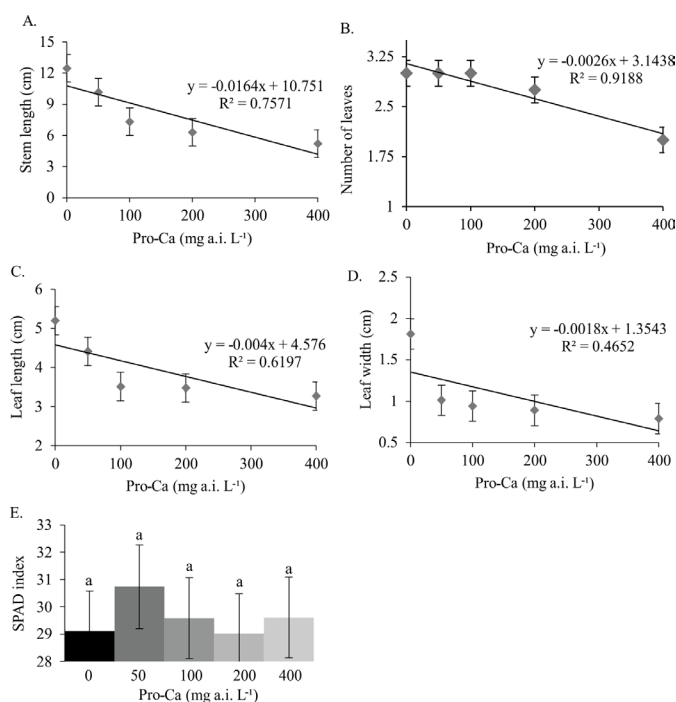 A.
15
12
9
6
3
0
Stem length (cm)
y = -0.0164x + 10.751
R² = 0.7571
0 100 200 300 400
Pro-Ca (mg a.i. L⁻¹)
B.
3.25
2.5
1.75
1
Number of leaves
y = -0.0026x + 3.1438
R² = 0.9188
0 100 200 300 400
Pro-Ca (mg a.i. L⁻¹)
C.
6
5
4
3
2
Leaf length (cm)
y = -0.004x + 4.576
R² = 0.6197
0 100 200 300 400
Pro-Ca (mg a.i. L⁻¹)
D.
2.5
2
1.5
1
0.5
Leaf width (cm)
y = -0.0018x + 1.3543
R² = 0.4652
0 100 200 300 400
Pro-Ca (mg a.i. L⁻¹)
E.
33
32
31
30
29
28
SPAD index
a a a a a
0 50 100 200 400
Pro-Ca (mg a.i. L⁻¹)